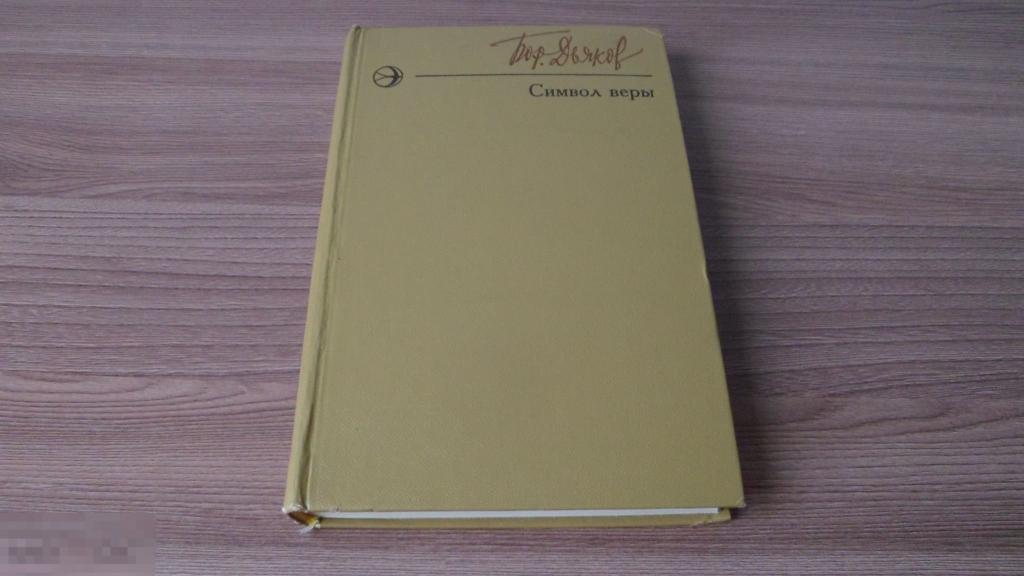 Бор. Дьяков
Символ веры